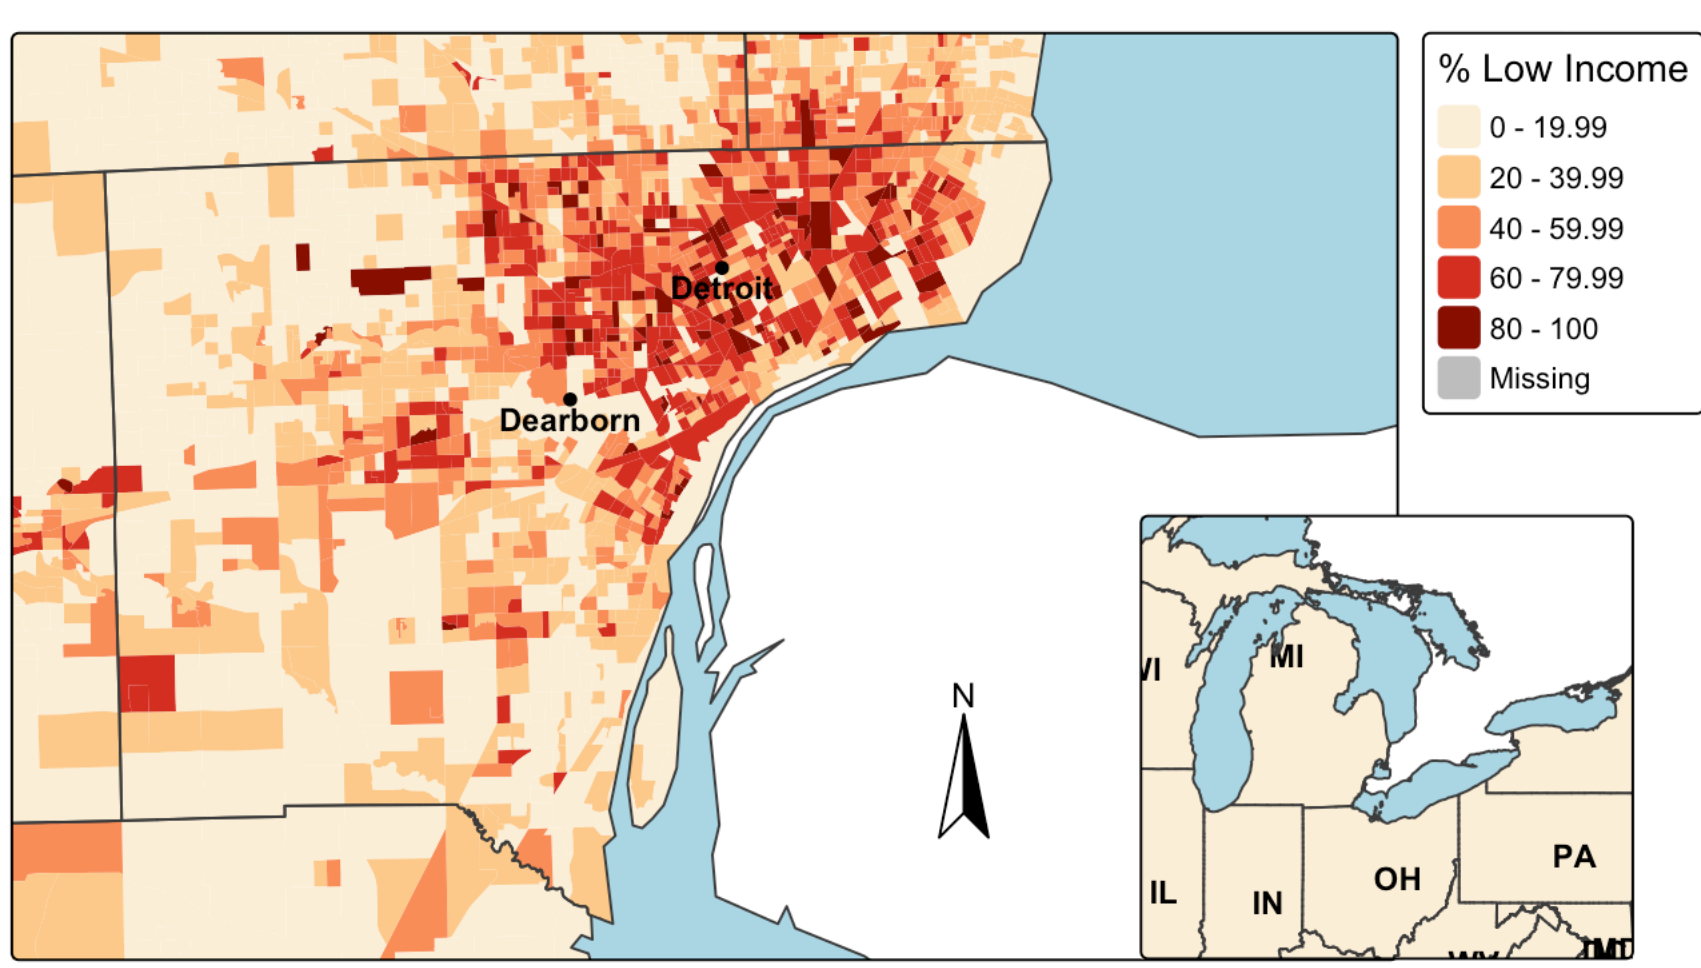 % Low Income
0 - 19.99
20 - 39.99
40 - 59.99
60 - 79.99
80 - 100
Missing
Detroit
Dearborn
N
MI
PA
OH
IL
IN